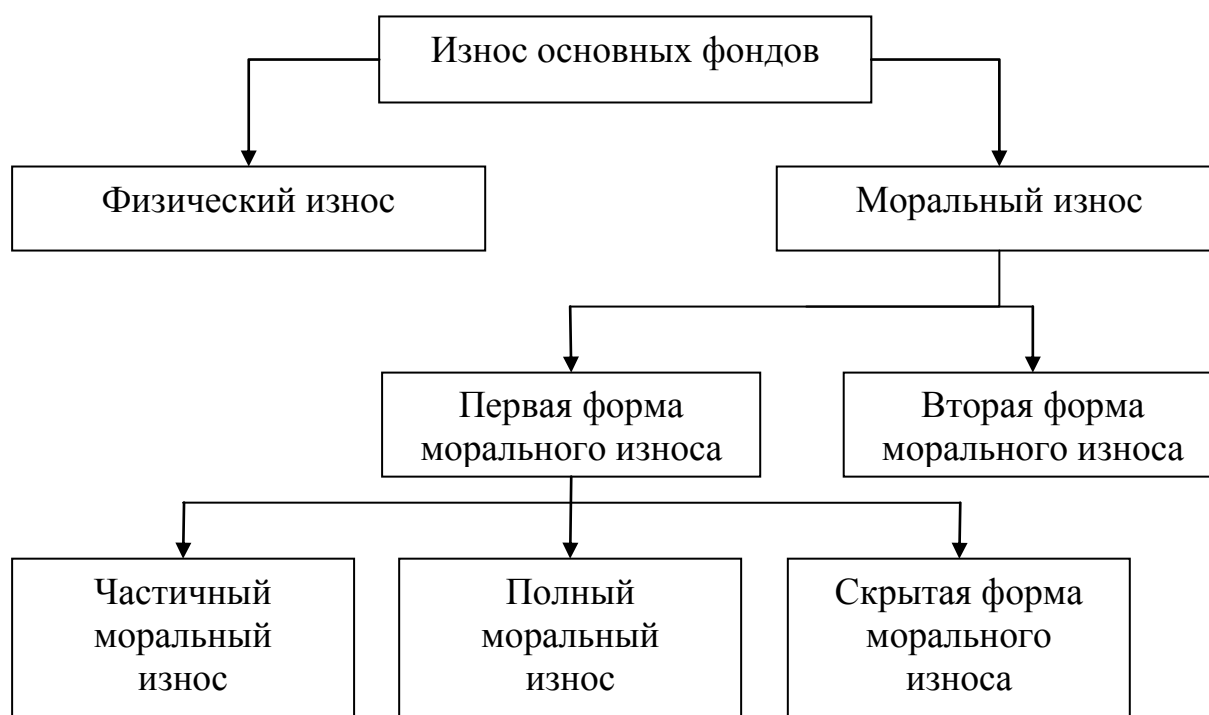 Износ основных фондов
Физический износ
Моральный износ
Первая форма
морального износа
Вторая форма
морального износа
Частичный
моральный
износ
Полный
моральный
износ
Скрытая форма
морального
износа